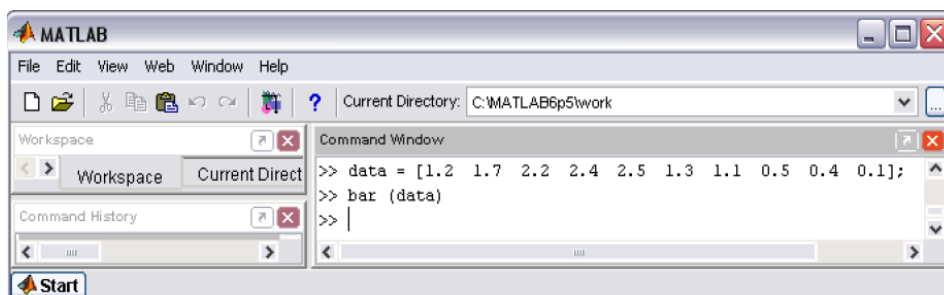 MATLAB
File Edit View Web Window Help
? Current Directory: C:\MATLAB6p5\work ...
Workspace
Workspace Current Direct
Command History
Command Window
>> data = [1.2 1.7 2.2 2.4 2.5 1.3 1.1 0.5 0.4 0.1];
>> bar (data)
>>
Start